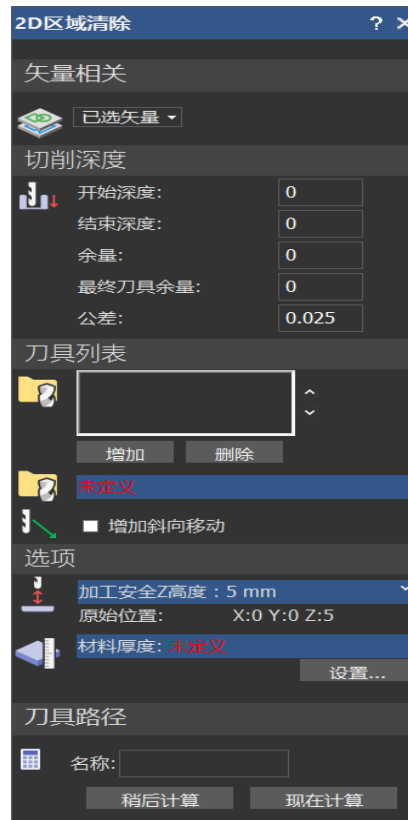 2D区域清除 ? ×
矢量相关
已选矢量
切削深度
开始深度: 0
结束深度: 0
余量: 0
最终刀具余量: 0
公差: 0.025
刀具列表
增加 删除
未定义
增加斜向移动
选项
加工安全Z高度：5 mm
原始位置: X:0 Y:0 Z:5
材料厚度: 未定义
设置...
刀具路径
名称:
稍后计算 现在计算